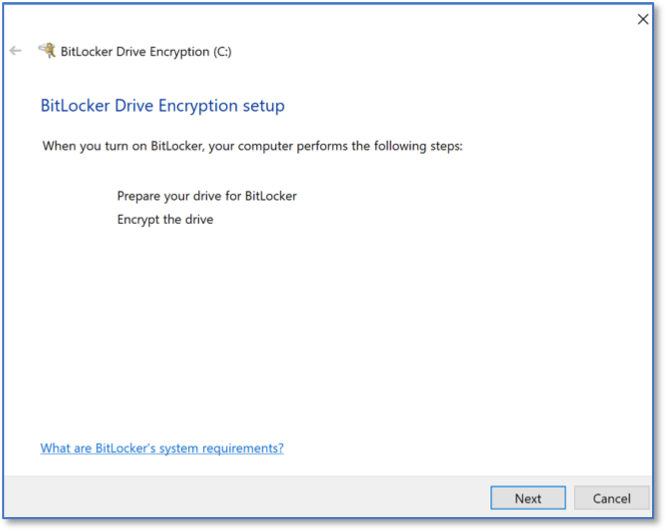 BitLocker Drive Encryption (C:)
BitLocker Drive Encryption setup
When you turn on BitLocker, your computer performs the following steps:
Prepare your drive for BitLocker
Encrypt the drive
What are BitLocker's system requirements?
Next
Cancel